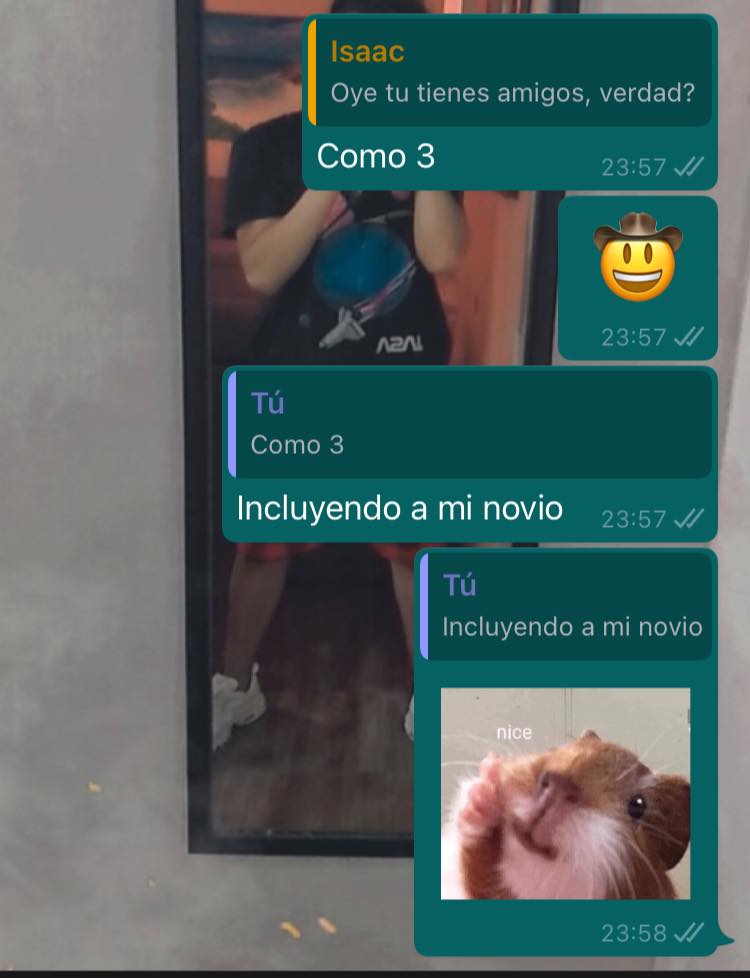 Isaac
Oye tu tienes amigos, verdad?
Como 3
23:57
23:57
Tú
Como 3
Incluyendo a mi novio
23:57
Tú
Incluyendo a mi novio
nice
23:58